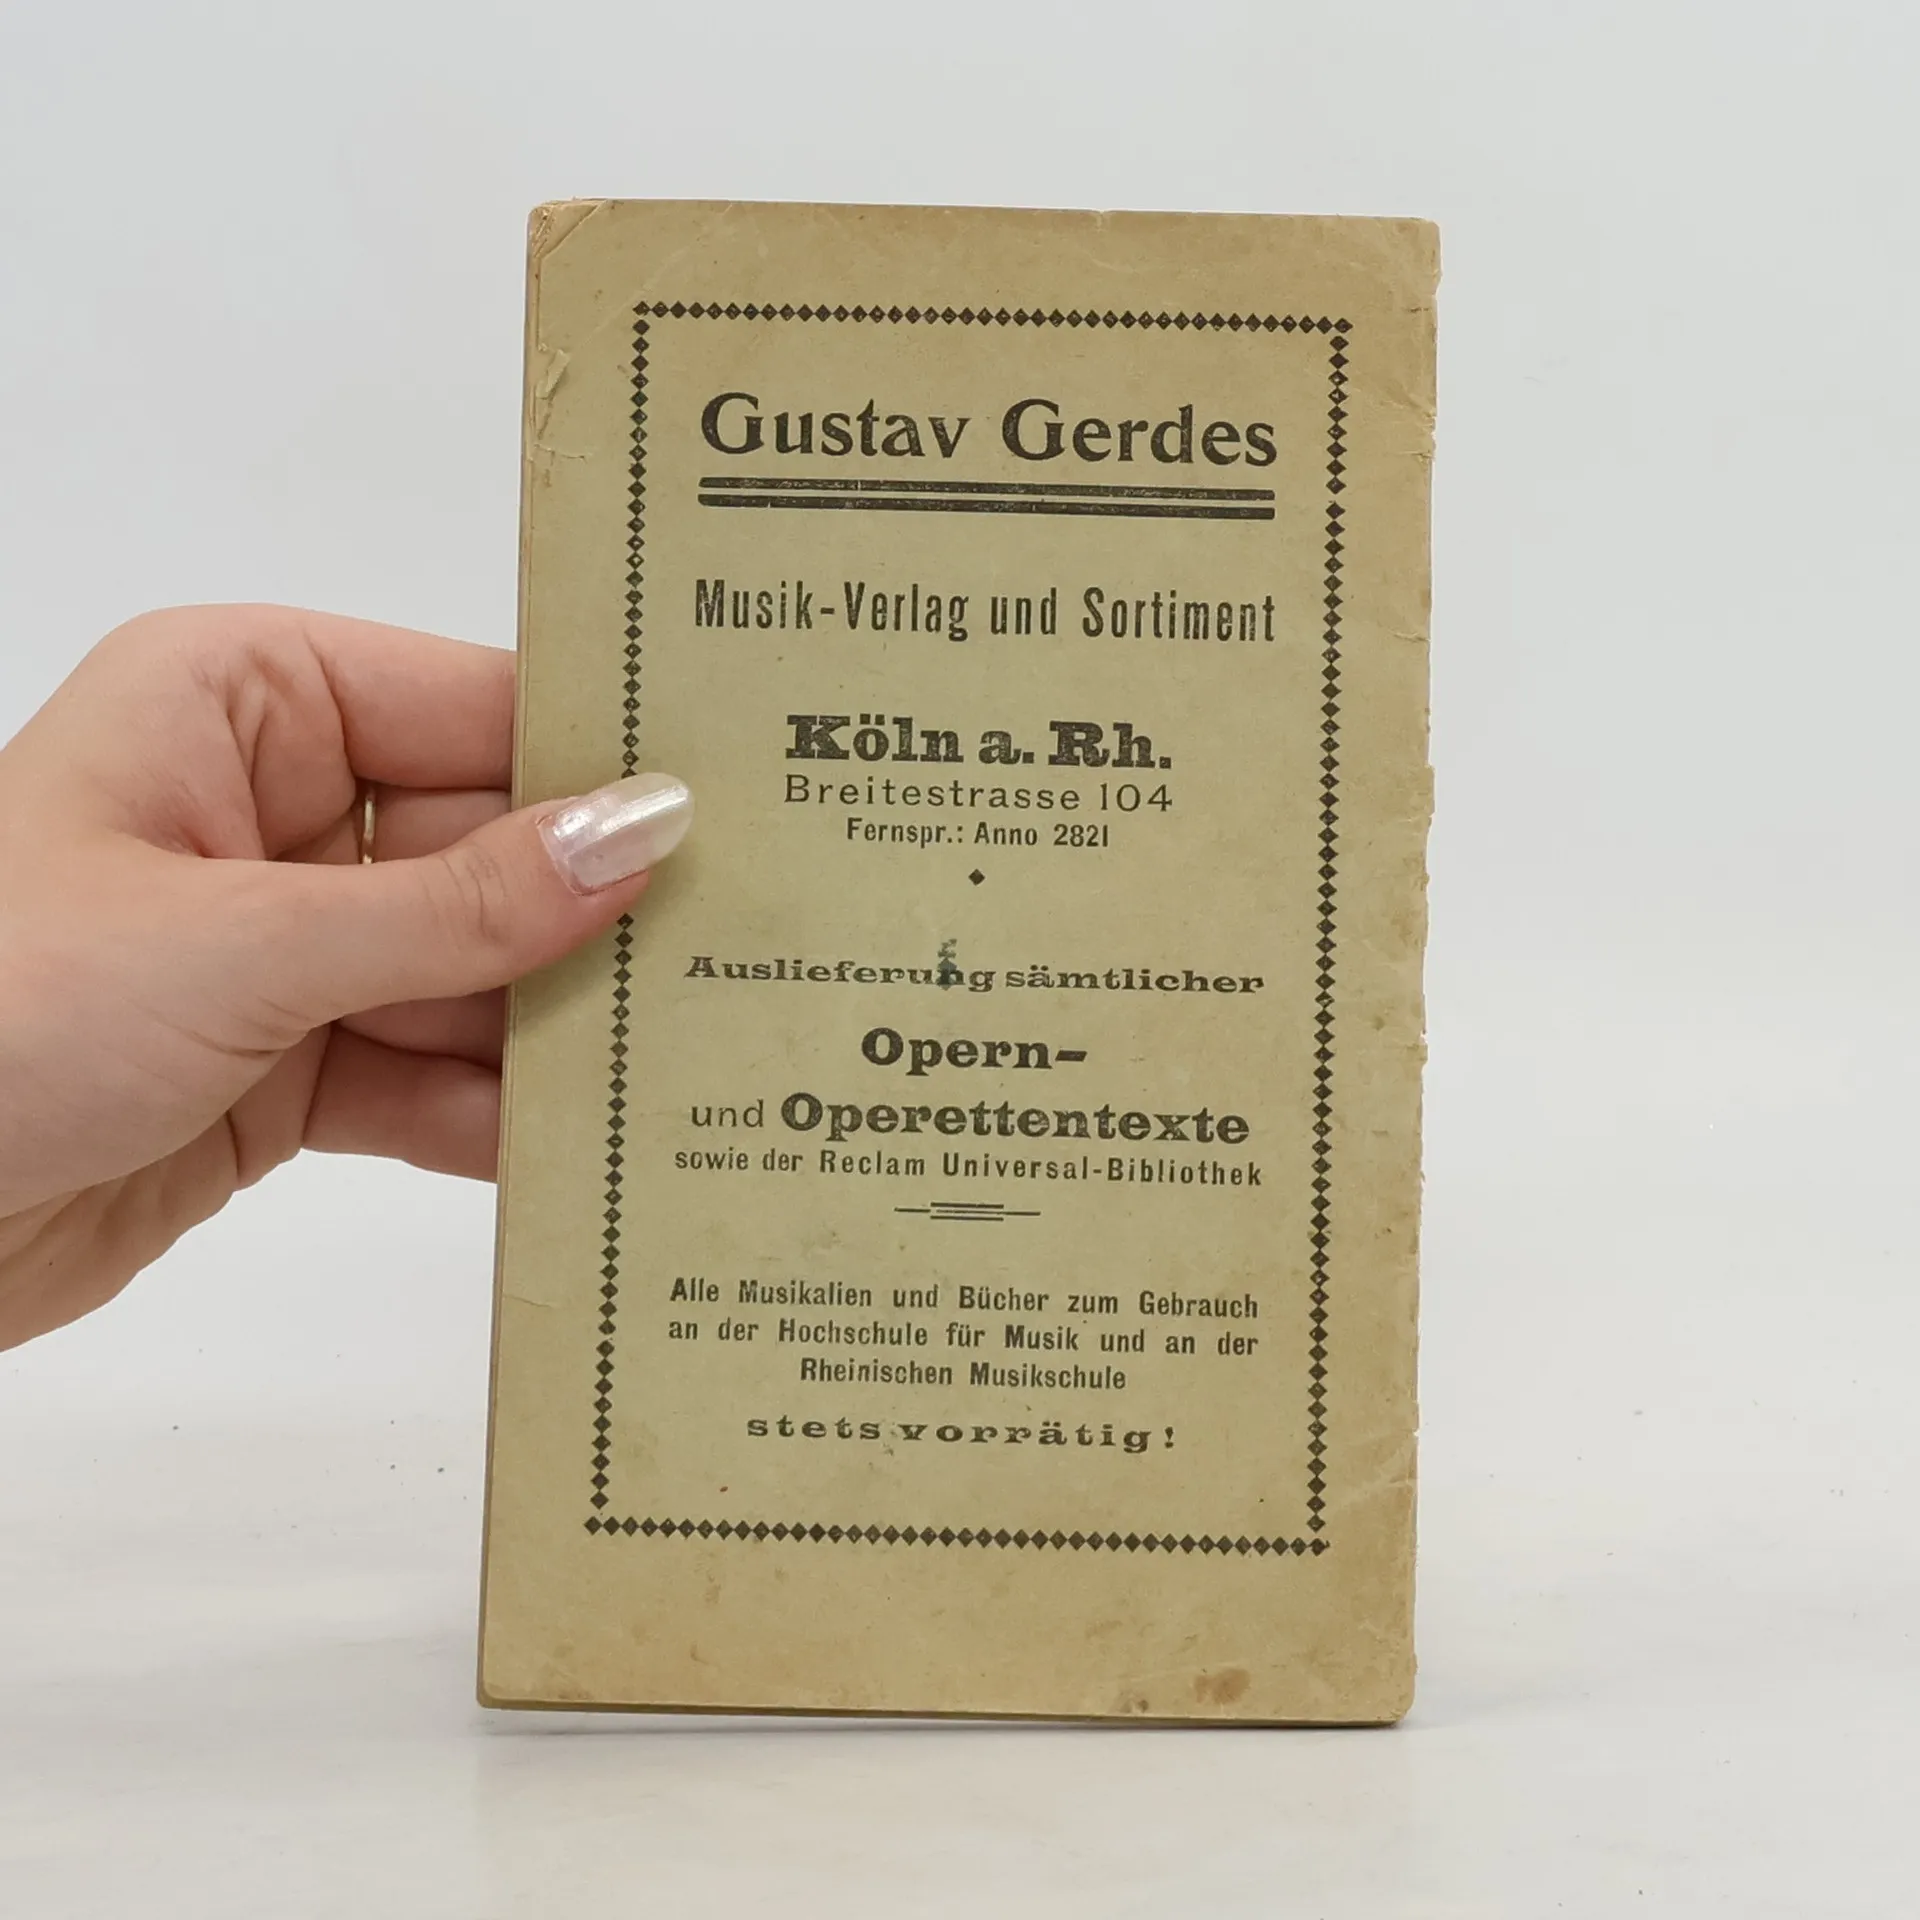 Gustav Gerdes
Musik-Verlag und Sortiment
Köln a. Rh.
Breitestrasse 104
Fernspr.: Anno 2821
Auslieferung sämtlicher
Opern-
und Operettentexte
sowie der Reclam Universal-Bibliothek
Alle Musikalien und Bücher zum Gebrauch
an der Hochschule für Musik und an der
Rheinischen Musikschule
stets vorrätig!